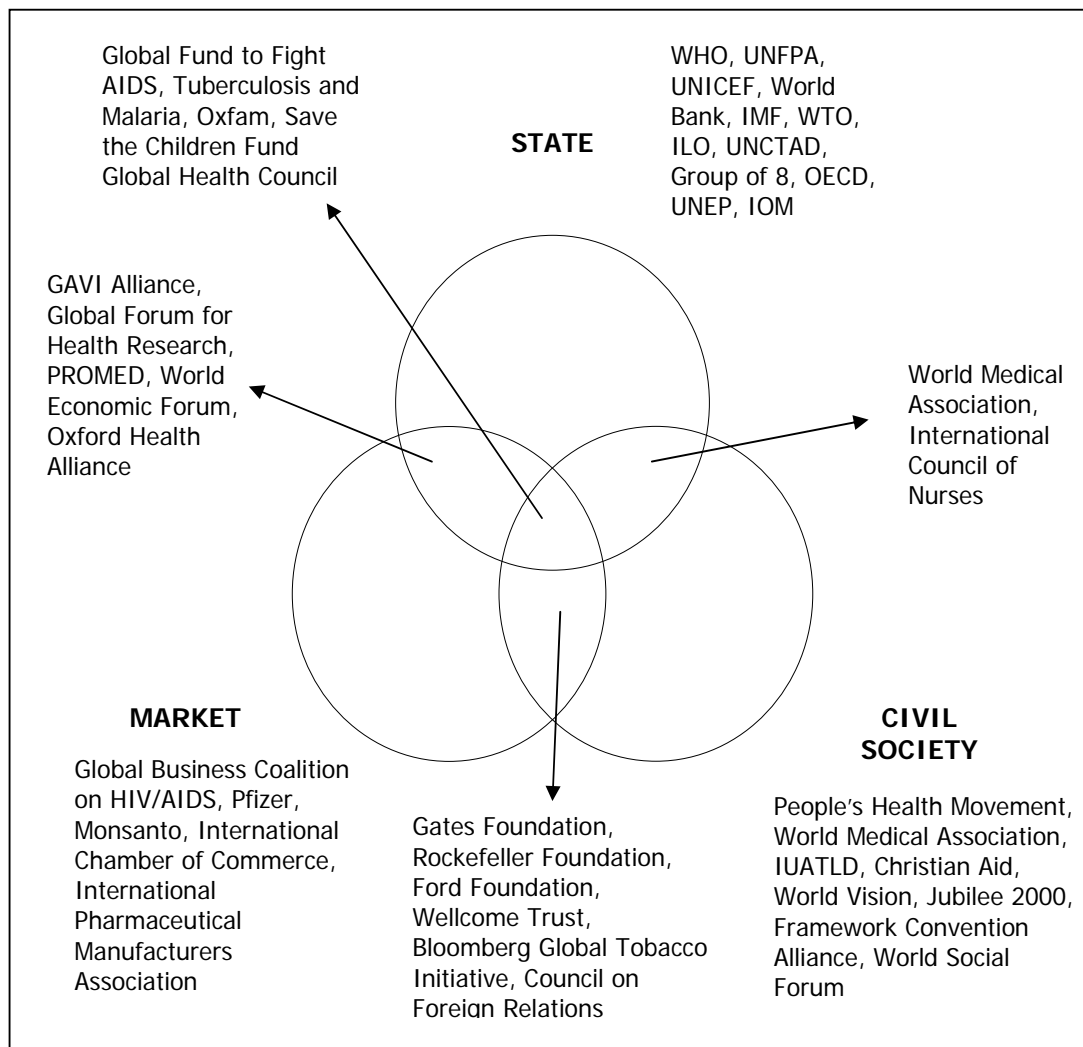 Global Fund to Fight
AIDS, Tuberculosis and
Malaria, Oxfam, Save
the Children Fund
Global Health Council
STATE
WHO, UNFPA,
UNICEF, World
Bank, IMF, WTO,
ILO, UNCTAD,
Group of 8, OECD,
UNEP, IOM
GAVI Alliance,
Global Forum for
Health Research,
PROMED, World
Economic Forum,
Oxford Health
Alliance
World Medical
Association,
International
Council of
Nurses
MARKET
Global Business Coalition
on HIV/AIDS, Pfizer,
Monsanto, International
Chamber of Commerce,
International
Pharmaceutical
Manufacturers
Association
Gates Foundation,
Rockefeller Foundation,
Ford Foundation,
Wellcome Trust,
Bloomberg Global Tobacco
Initiative, Council on
Foreign Relations
CIVIL
SOCIETY
People's Health Movement,
World Medical Association,
IUATLD, Christian Aid,
World Vision, Jubilee 2000,
Framework Convention
Alliance, World Social
Forum